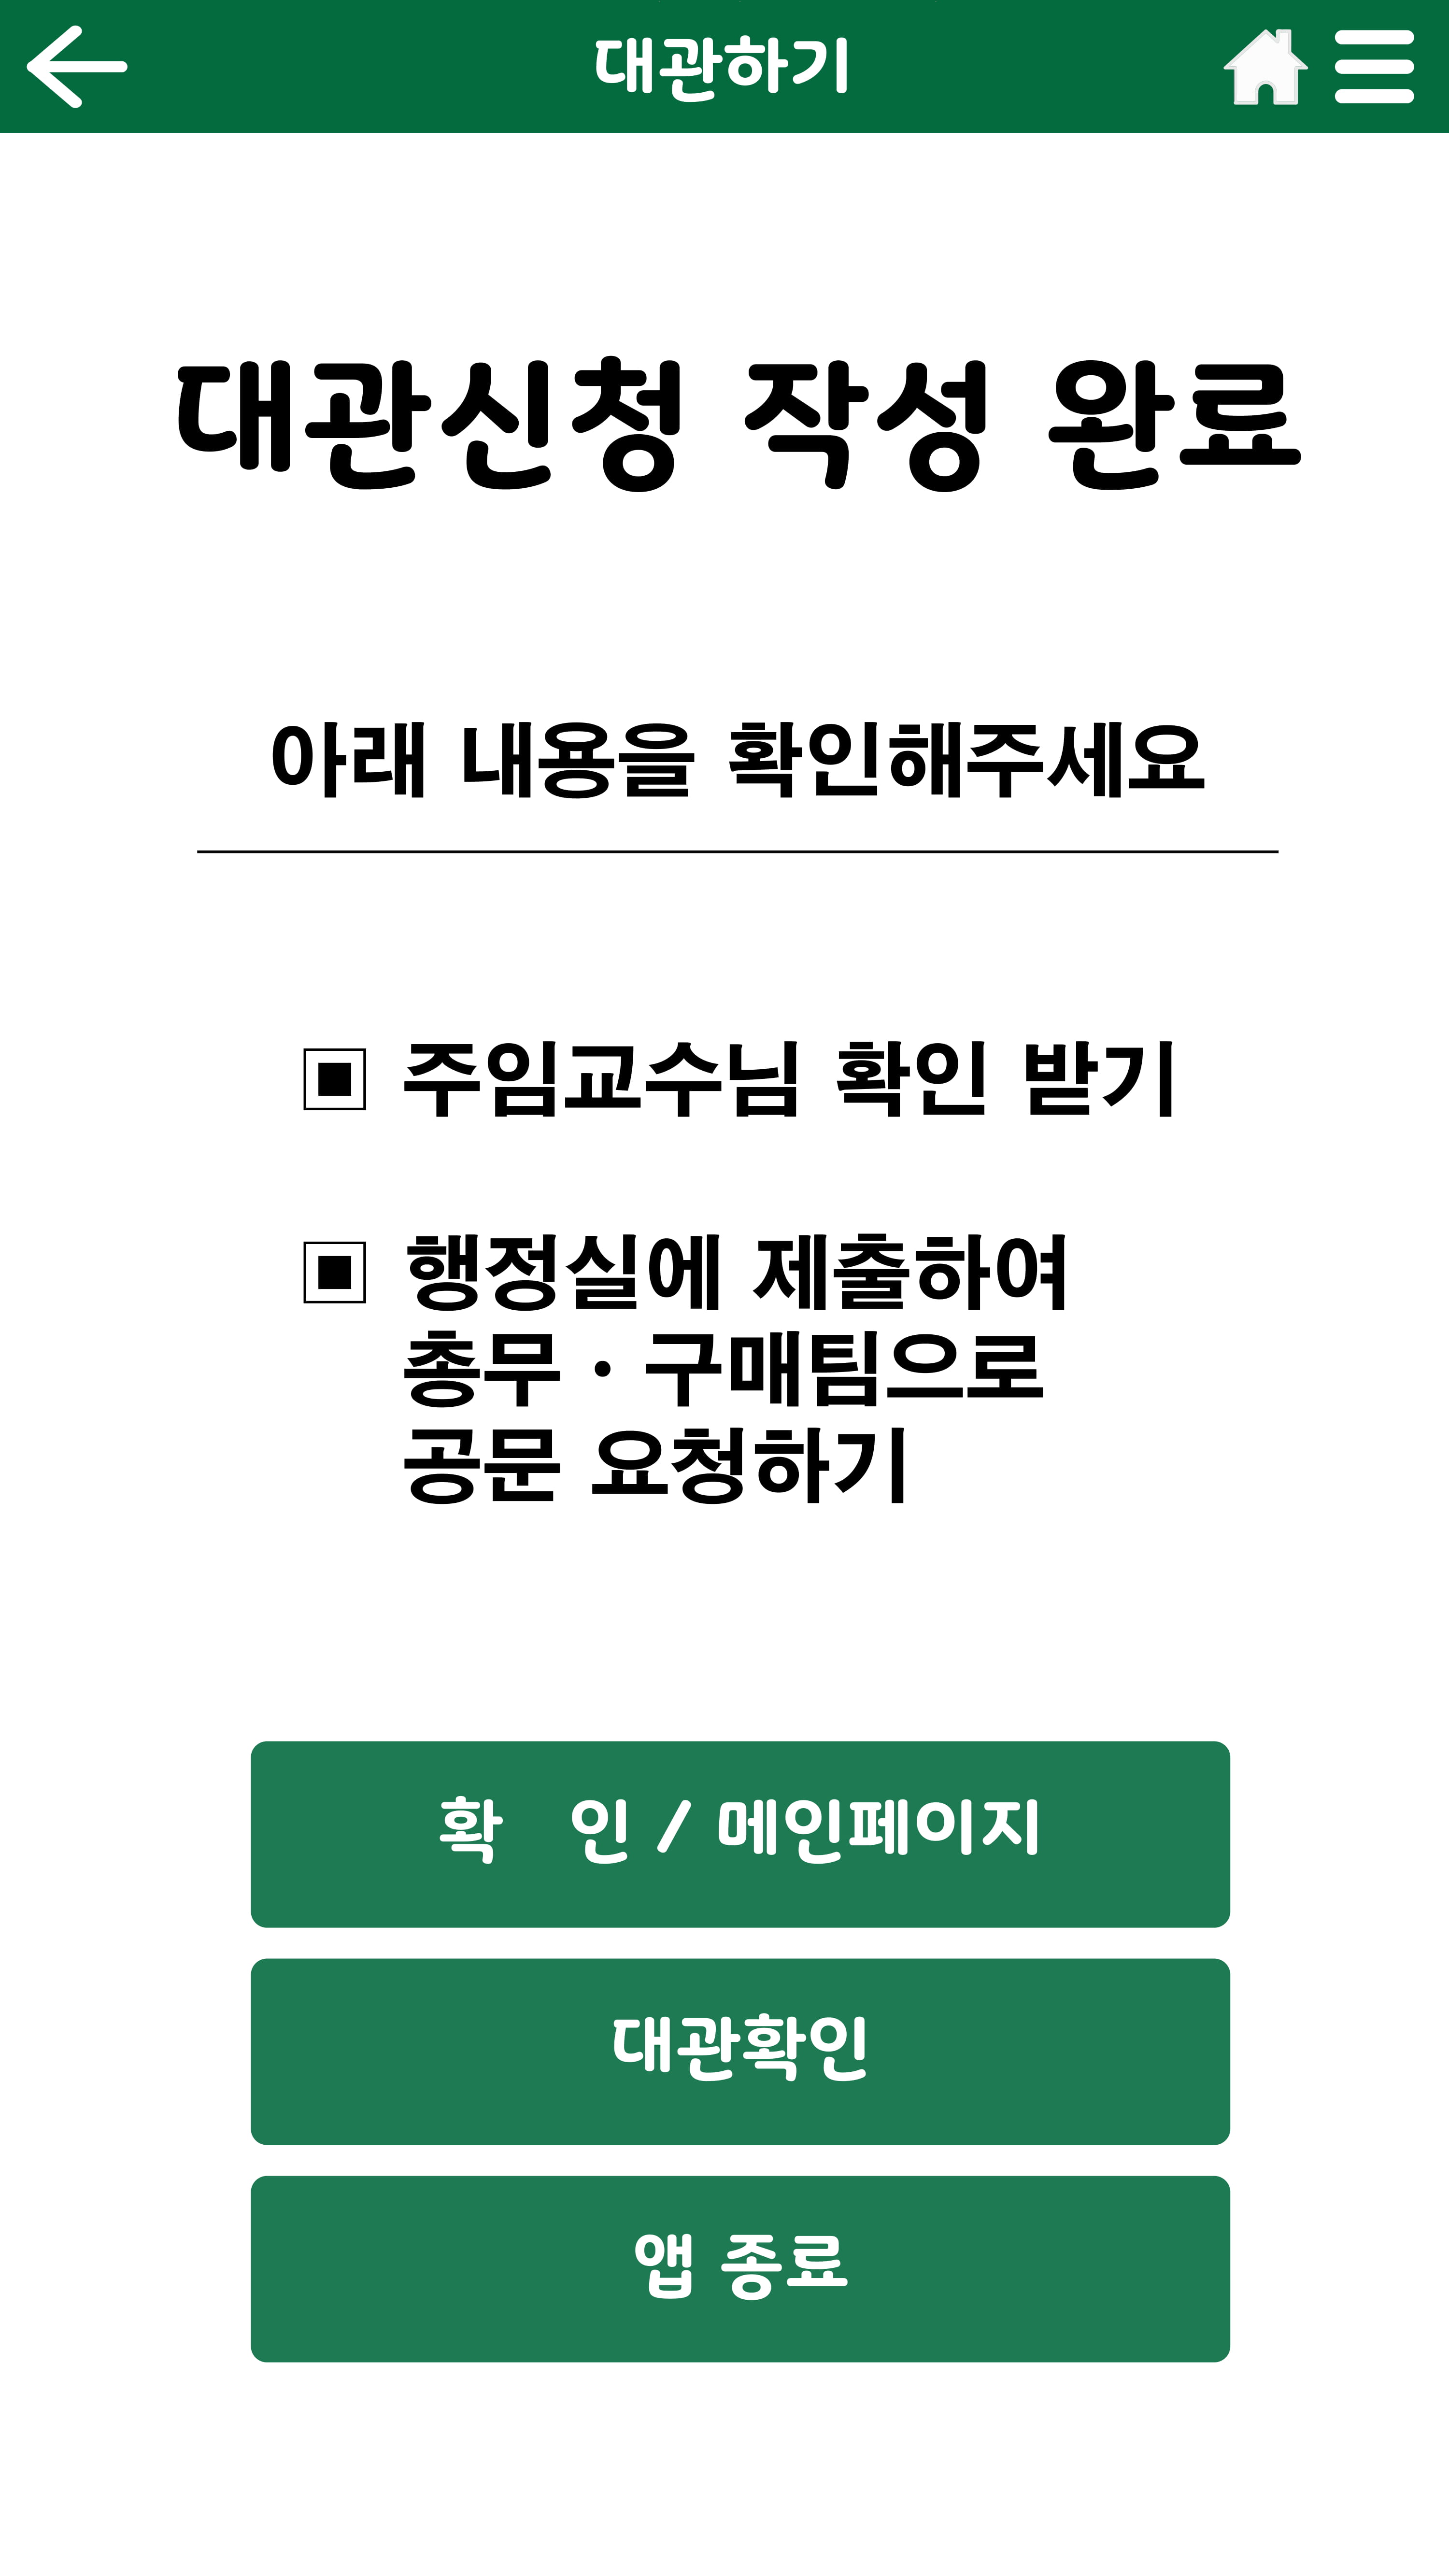 대관하기
대관신청 작성 완료
아래 내용을 확인해주세요
▣ 주임교수님 확인 받기
▣ 행정실에 제출하여
총무 · 구매팀으로
공문 요청하기
확 인 / 메인페이지
대관확인
앱 종료